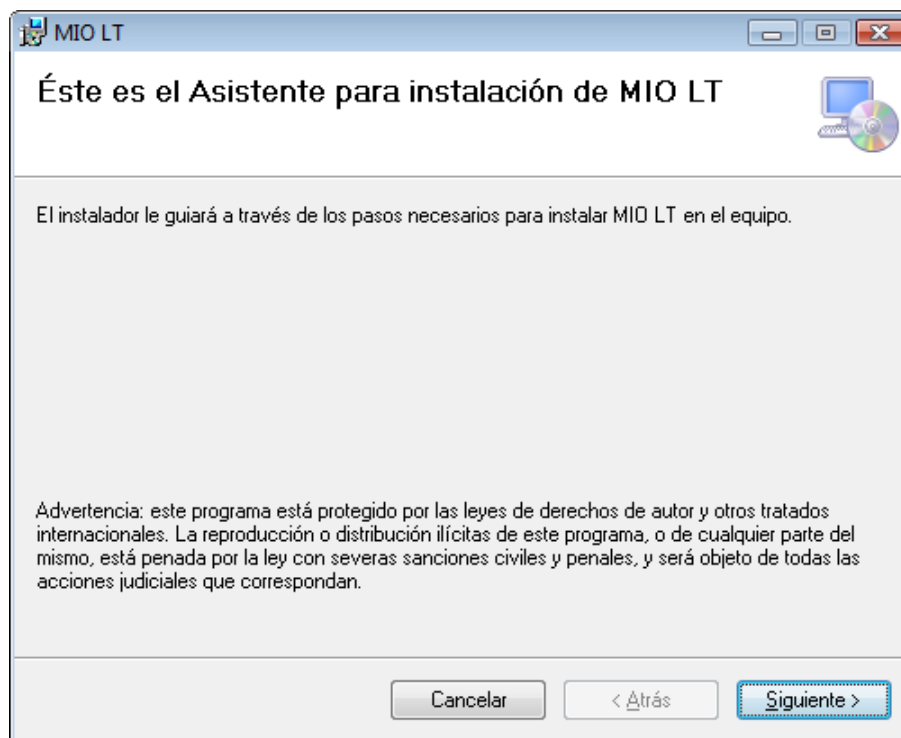 MIO LT
Éste es el Asistente para instalación de MIO LT
El instalador le guiará a través de los pasos necesarios para instalar MIO LT en el equipo.
Advertencia: este programa está protegido por las leyes de derechos de autor y otros tratados
internacionales. La reproducción o distribución ilícitas de este programa, o de cualquier parte del
mismo, está penada por la ley con severas sanciones civiles y penales, y será objeto de todas las
acciones judiciales que correspondan.
Cancelar
< Atrás
Siguiente >